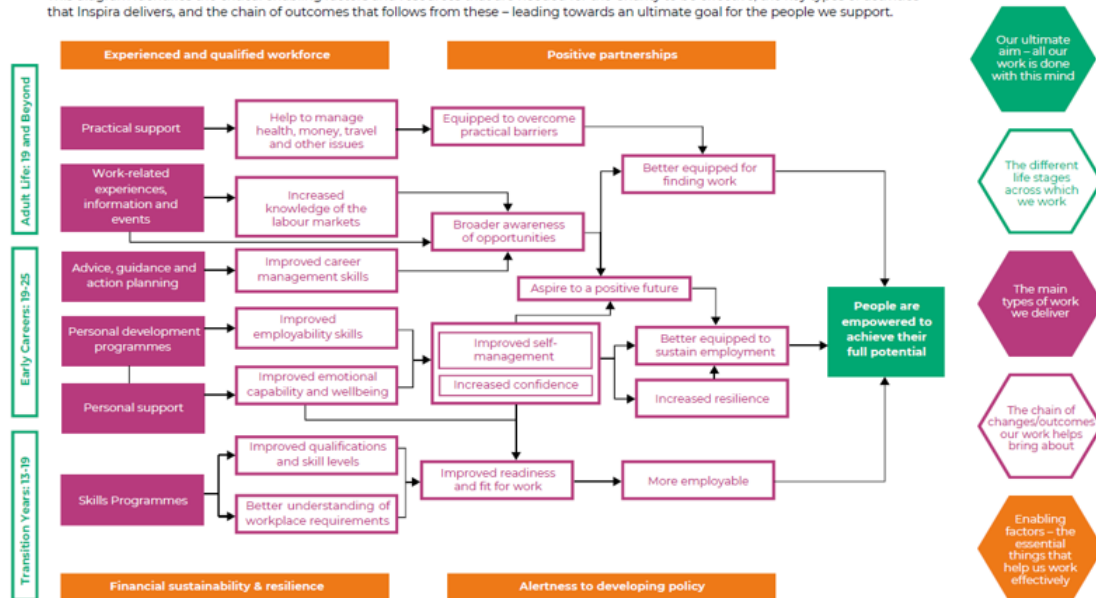 that Inspira delivers, and the chain of outcomes that follows from these – leading towards an ultimate goal for the people we support.
Experienced and qualified workforce
Positive partnerships
Adult Life: 19 and Beyond
Early Careers: 19-25
Transition Years: 13-19
Practical support
Help to manage
health, money, travel
and other issues
Equipped to overcome
practical barriers
Work-related
experiences,
information and
events
Increased
knowledge of the
labour markets
Broader awareness
of opportunities
Better equipped for
finding work
Advice, guidance and
action planning
Improved career
management skills
Aspire to a positive future
Personal development
programmes
Improved
employability skills
Improved self-
management
Increased confidence
Better equipped to
sustain employment
People are
empowered to
achieve their
full potential
Personal support
Improved emotional
capability and wellbeing
Increased resilience
Skills Programmes
Improved qualifications
and skill levels
Better understanding of
workplace requirements
Improved readiness
and fit for work
More employable
Financial sustainability & resilience
Alertness to developing policy
Our ultimate
aim – all our
work is done
with this mind
The different
life stages
across which
we work
The main
types of work
we deliver
The chain of
changes/outcomes
our work helps
bring about
Enabling
factors – the
essential
things that
help us work
effectively